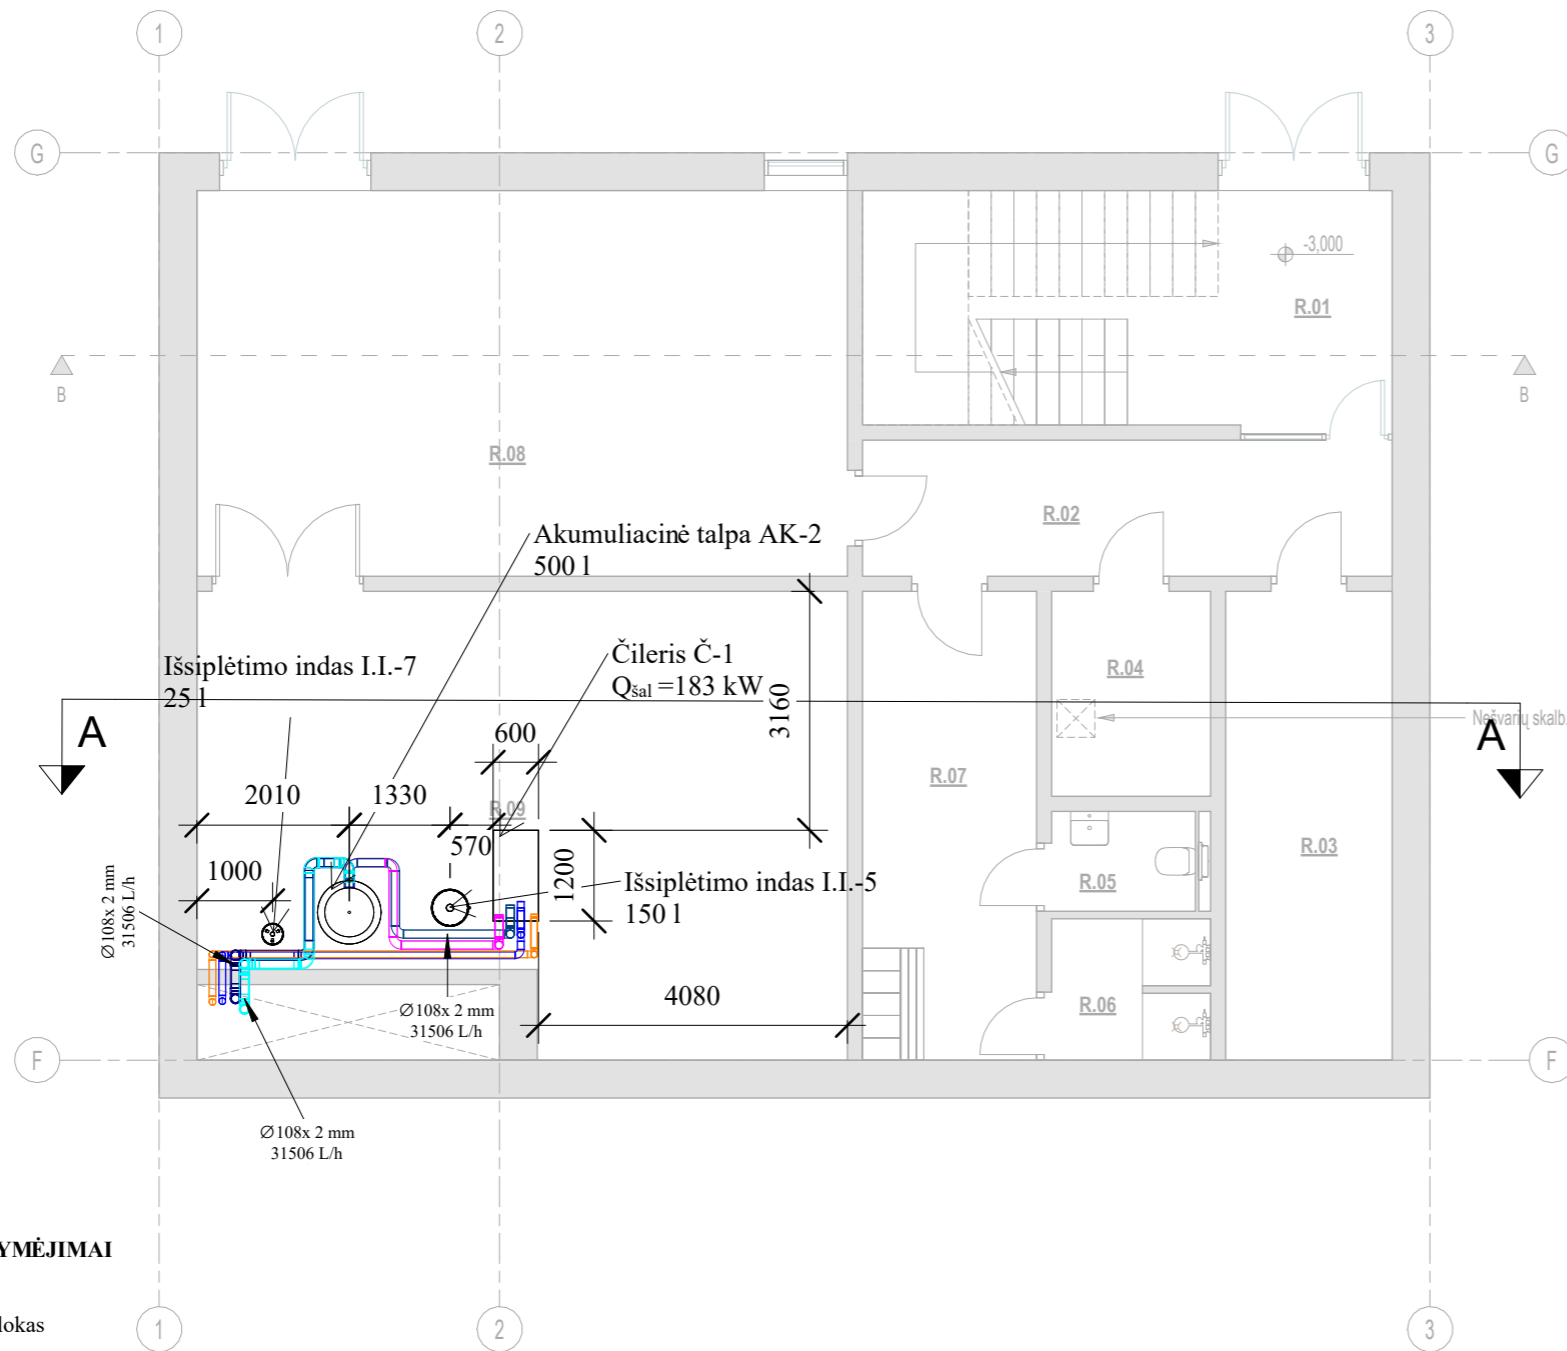 1
2
3
G
G
-3,000
R.01
B
B
R.08
R.02
Akumuliacinė talpa AK-2
500 l
Išsiplėtimo indas I.I.-7
25 l
Čileris Č-1
Qšal =183 kW
3160
R.04
Nešvarių skalb.
A
A
600
R.07
2010
1330
R.09
570
1200
R.03
1000
Išsiplėtimo indas I.I.-5
150 l
R.05
Ø108x 2 mm
31506 L/h
4080
R.06
Ø108x 2 mm
31506 L/h
F
F
Ø108x 2 mm
31506 L/h
YMĖJIMAI
lokas
1
2
3